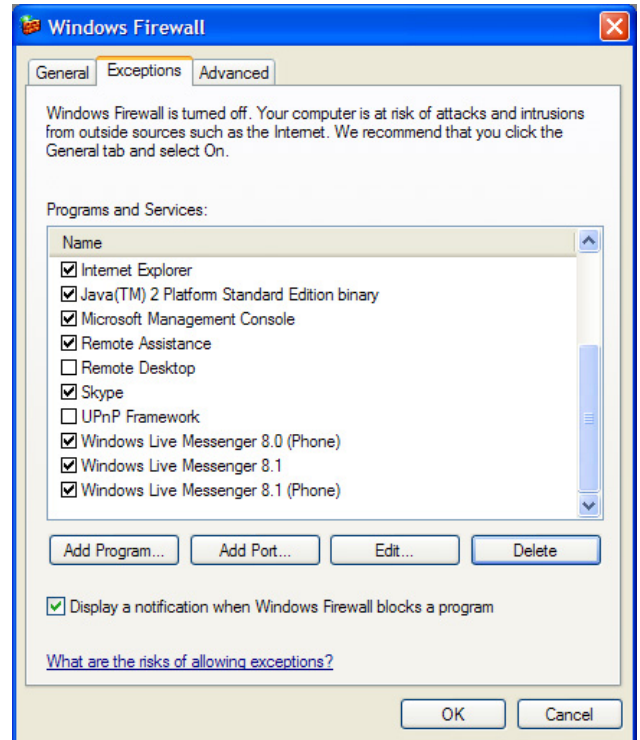 Windows Firewall
General Exceptions Advanced
Windows Firewall is turned off. Your computer is at risk of attacks and intrusions
from outside sources such as the Internet. We recommend that you click the
General tab and select On.
Programs and Services:
Name
Internet Explorer
Java(TM) 2 Platform Standard Edition binary
Microsoft Management Console
Remote Assistance
Remote Desktop
Skype
UPnP Framework
Windows Live Messenger 8.0 (Phone)
Windows Live Messenger 8.1
Windows Live Messenger 8.1 (Phone)
Add Program... Add Port... Edit... Delete
Display a notification when Windows Firewall blocks a program
What are the risks of allowing exceptions?
OK Cancel